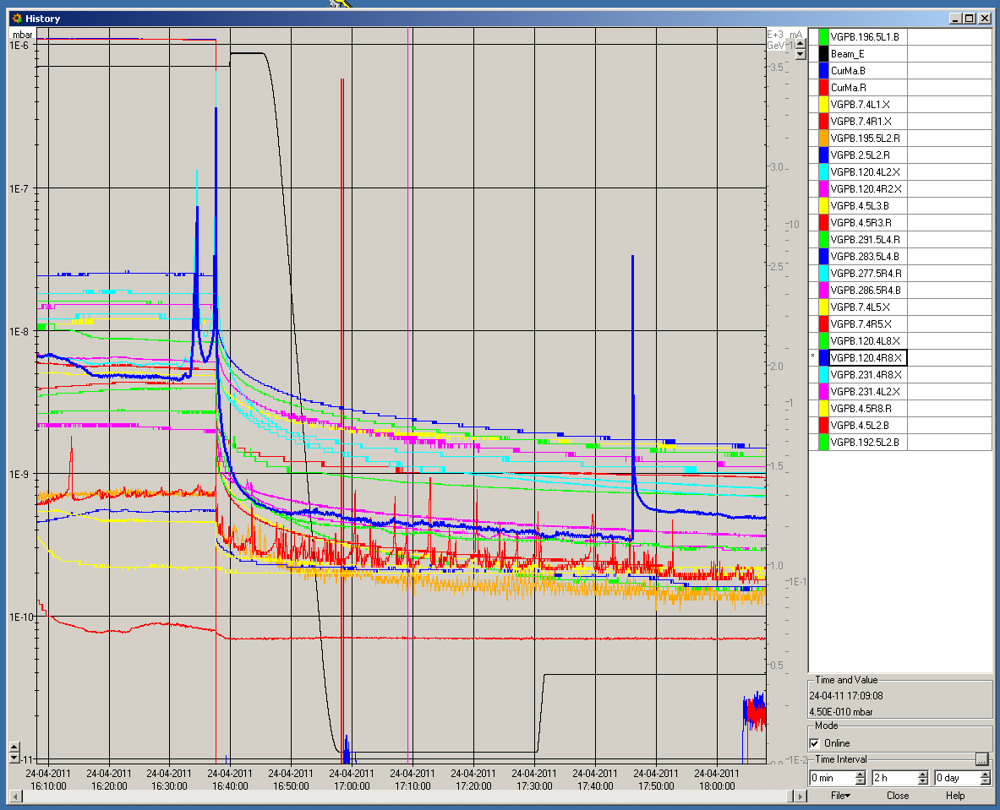 History
mbar
E+3 mA
GeV
1E-6
3.5
1E-7
3.0
10
2.5
1E-8
2.0
1
1E-9
1.5
1.0
1E-1
1E-10
0.5
-11
0.0
1E-2
24-04-2011 24-04-2011 24-04-2011 24-04-2011 24-04-2011 24-04-2011 24-04-2011 24-04-2011 24-04-2011 24-04-2011 24-04-2011 24-04-2011
16:10:00 16:20:00 16:30:00 16:40:00 16:50:00 17:00:00 17:10:00 17:20:00 17:30:00 17:40:00 17:50:00 18:00:00
VGPB.196.5L1.B
Beam_E
CurMa.B
CurMa.R
VGPB.7.4L1.X
VGPB.7.4R1.X
VGPB.195.5L2.R
VGPB.2.5L2.R
VGPB.120.4L2.X
VGPB.120.4R2.X
VGPB.4.5L3.B
VGPB.4.5R3.R
VGPB.291.5L4.R
VGPB.283.5L4.B
VGPB.277.5R4.R
VGPB.286.5R4.B
VGPB.7.4L5.X
VGPB.7.4R5.X
VGPB.120.4L8.X
* VGPB.120.4R8.X
VGPB.231.4R8.X
VGPB.231.4L2.X
VGPB.4.5R8.R
VGPB.4.5L2.B
VGPB.192.5L2.B
Time and Value
24-04-11 17:09:08
4.50E-010 mbar
Mode
Online
Time Interval
...
0 min 2 h 0 day
File Close Help